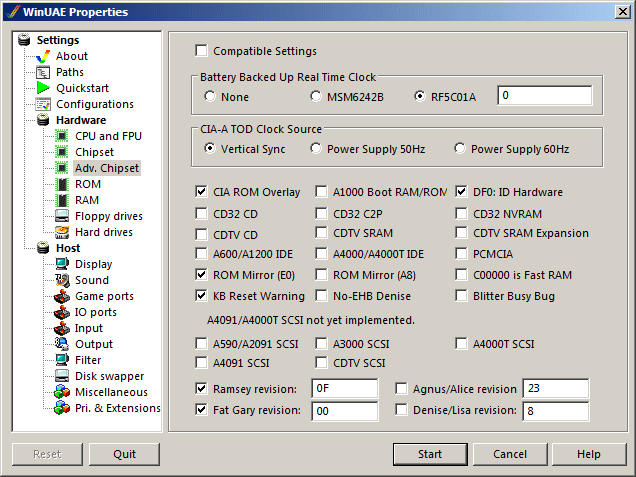 WinUAE Properties
Settings
About
Paths
Quickstart
Configurations
Hardware
CPU and FPU
Chipset
Adv. Chipset
ROM
RAM
Floppy drives
Hard drives
Host
Display
Sound
Game ports
IO ports
Input
Output
Filter
Disk swapper
Miscellaneous
Pri. & Extensions
Compatible Settings
Battery Backed Up Real Time Clock
None MSM6242B RF5C01A 0
CIA-A TOD Clock Source
Vertical Sync Power Supply 50Hz Power Supply 60Hz
CIA ROM Overlay A1000 Boot RAM/ROM DF0: ID Hardware
CD32 CD CD32 C2P CD32 NVRAM
CDTV CD CDTV SRAM CDTV SRAM Expansion
A600/A1200 IDE A4000/A4000T IDE PCMCIA
ROM Mirror (E0) ROM Mirror (A8) C00000 is Fast RAM
KB Reset Warning No-EHB Denise Blitter Busy Bug
A4091/A4000T SCSI not yet implemented.
A590/A2091 SCSI A3000 SCSI A4000T SCSI
A4091 SCSI CDTV SCSI
Ramsey revision: 0F Agnus/Alice revision 23
Fat Gary revision: 00 Denise/Lisa revision: 8
Reset Quit Start Cancel Help